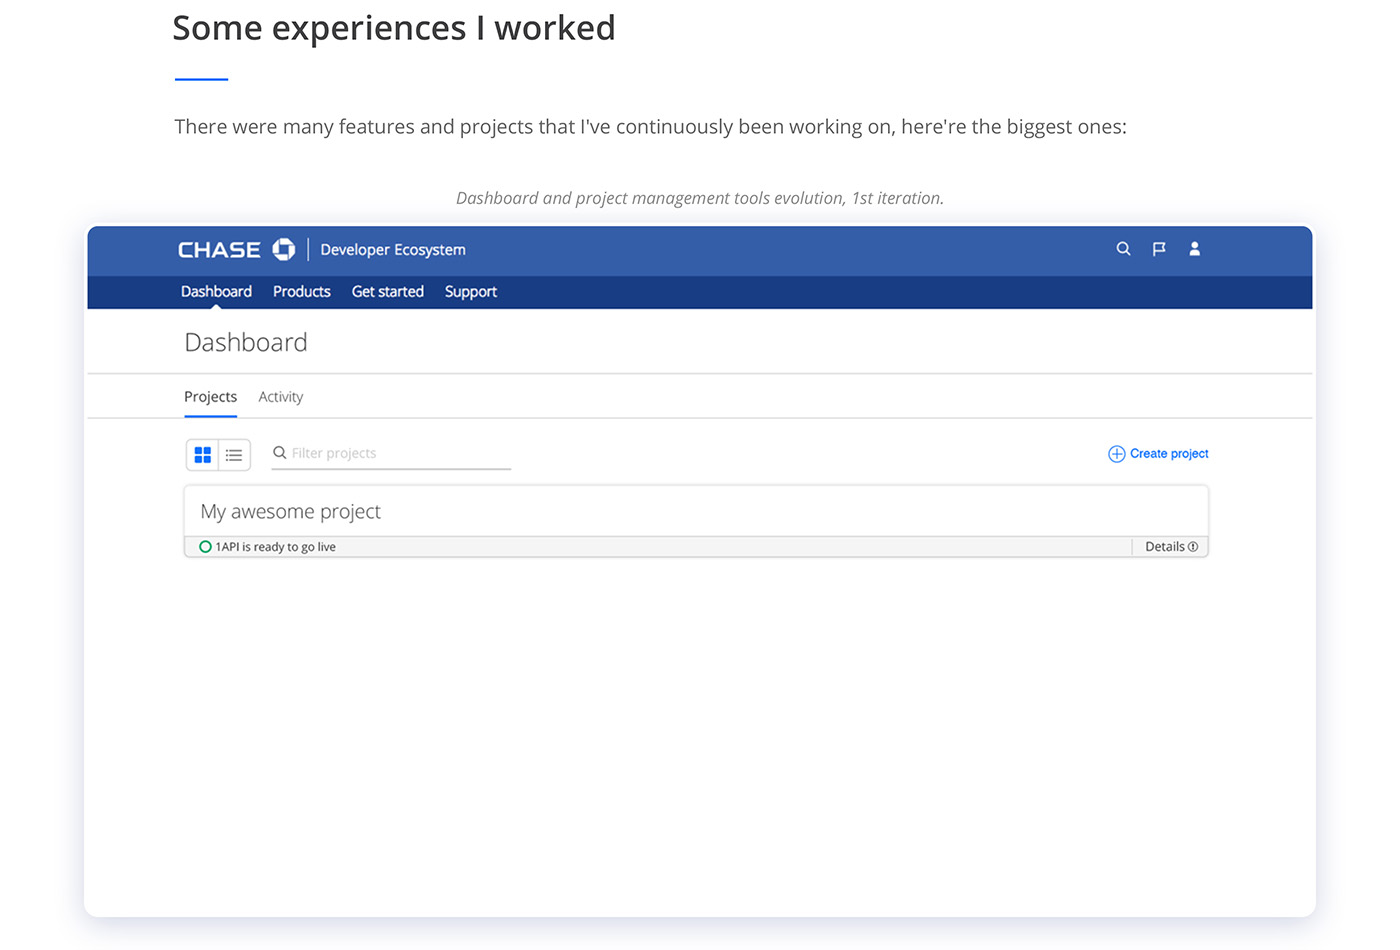 Some experiences I worked
There were many features and projects that I've continuously been working on, here're the biggest ones:
Dashboard and project management tools evolution, 1st iteration.
CHASE Developer Ecosystem
Dashboard Products Get started Support
Dashboard
Projects Activity
Filter projects Create project
My awesome project
1API is ready to go live Details